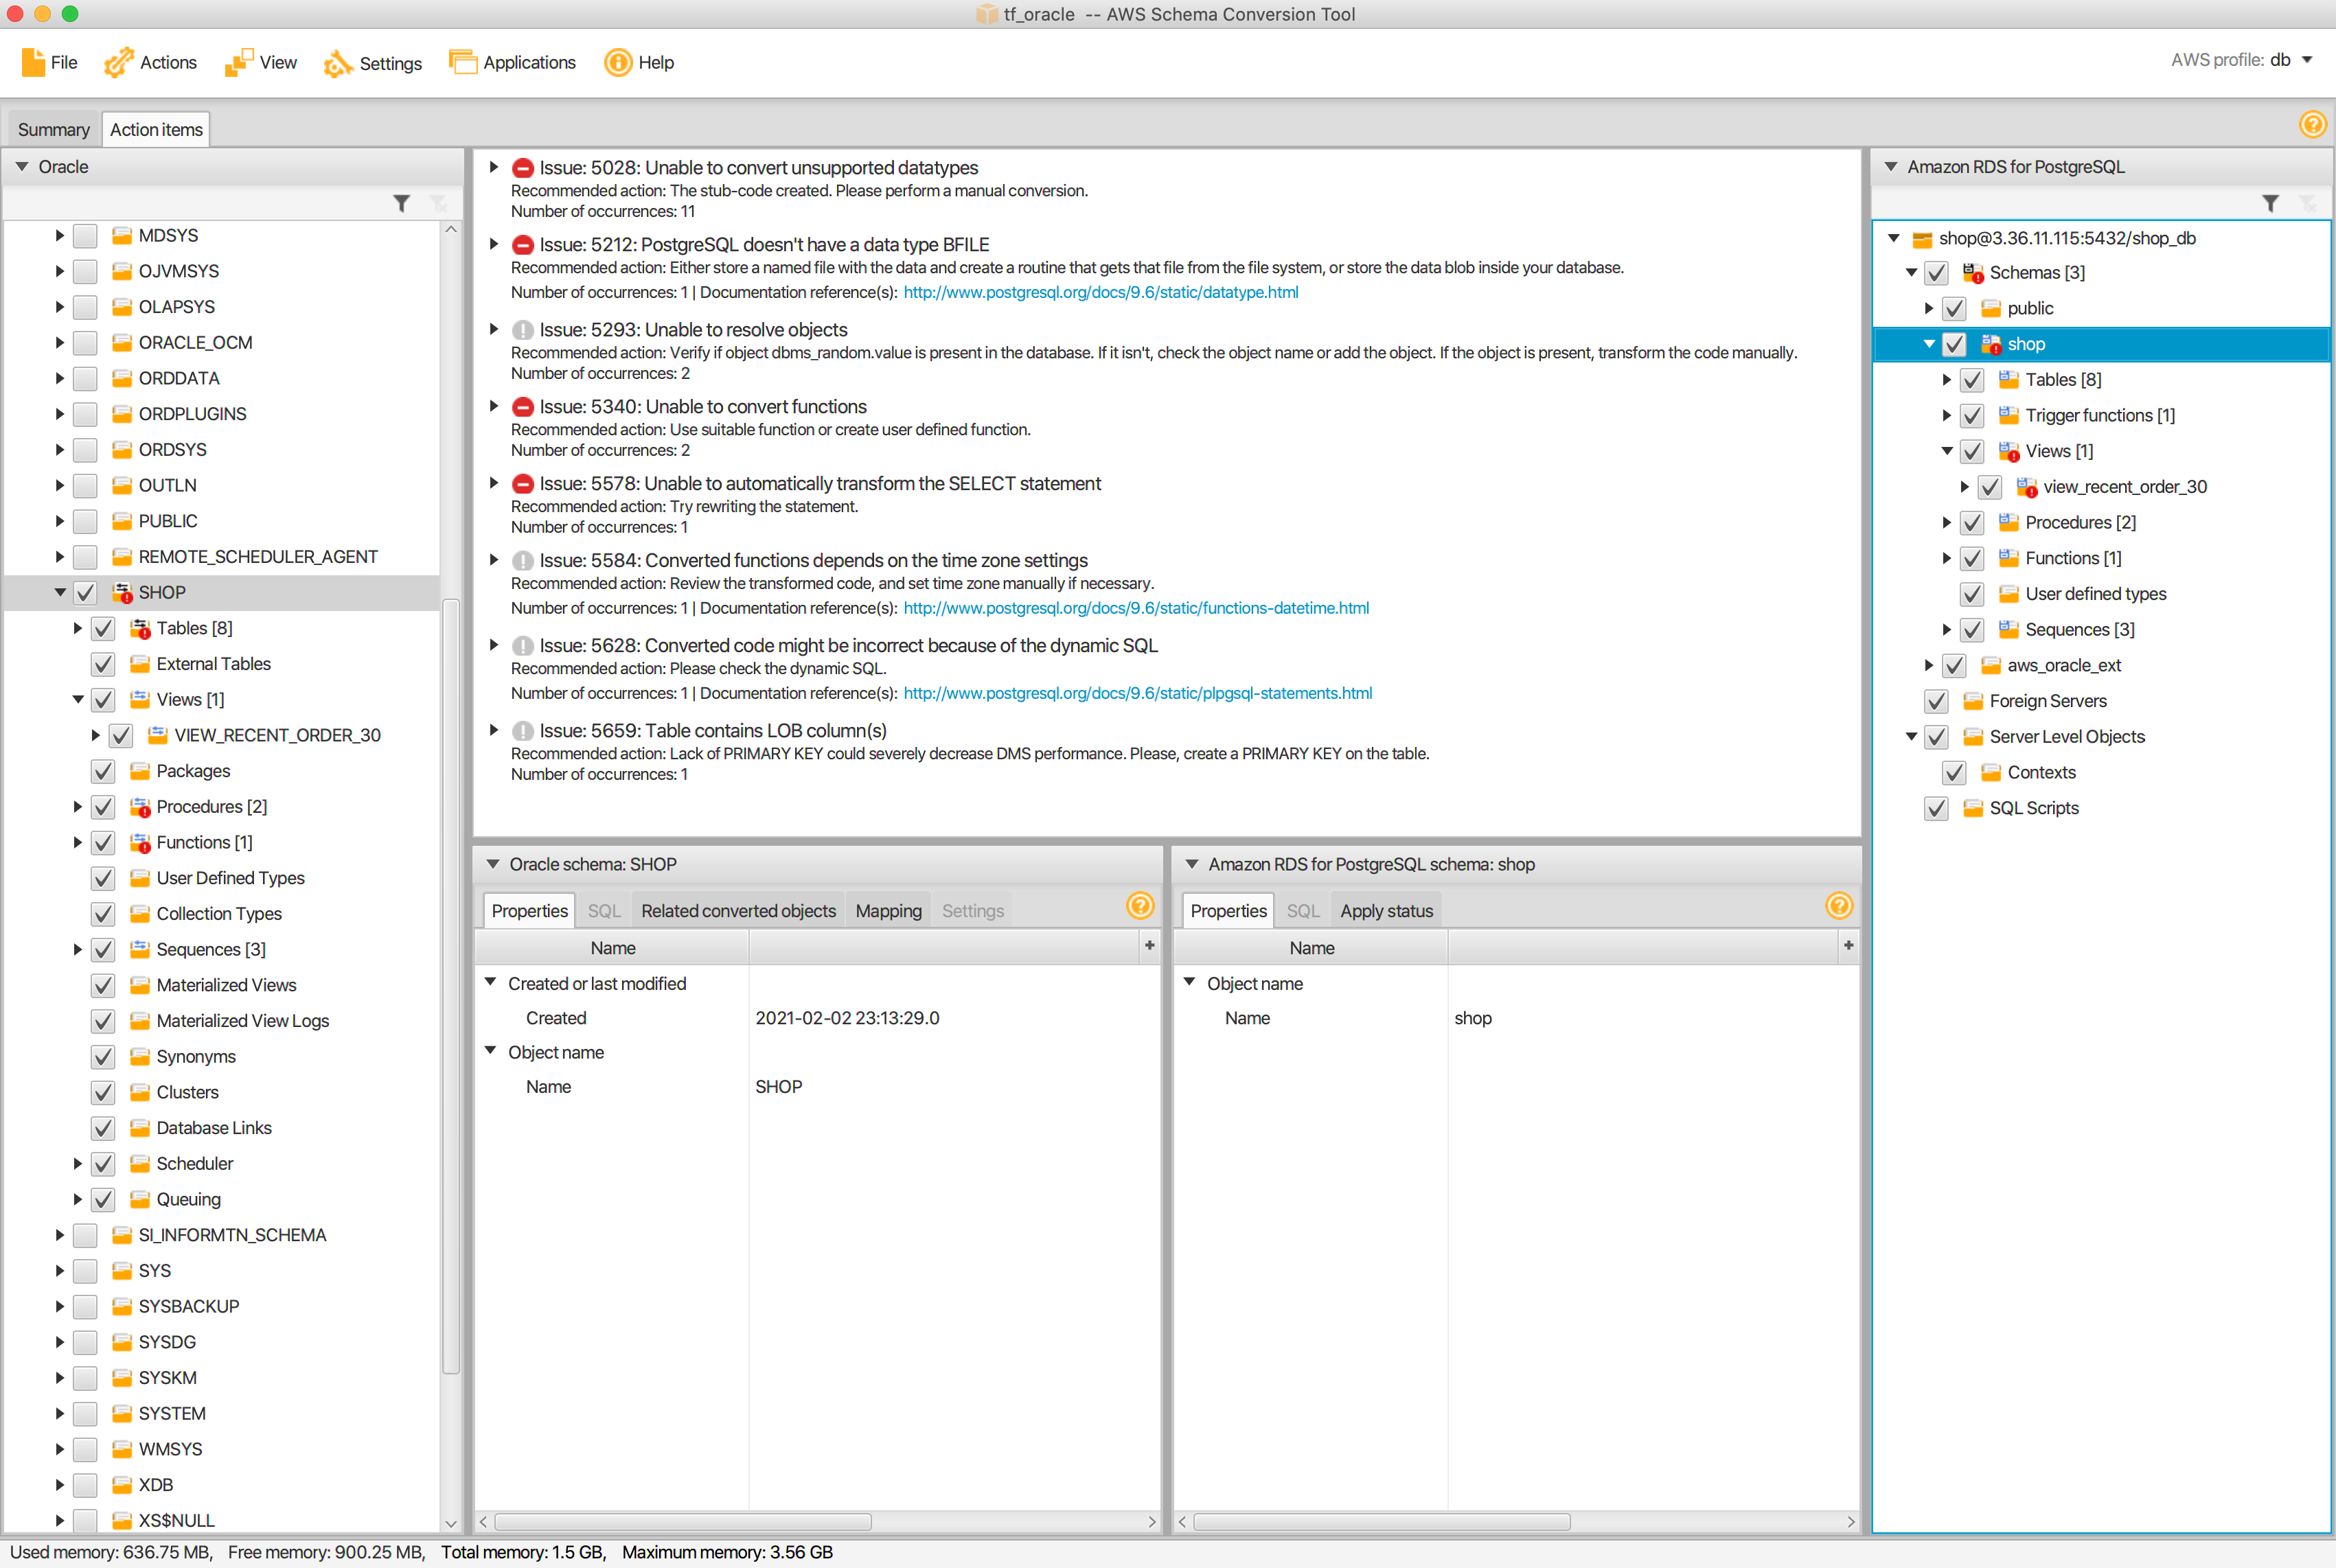 tf_oracle -- AWS Schema Conversion Tool
File Actions View Settings Applications Help AWS profile: db
Summary Action items
Oracle
MDSYS
OJVMSYS
OLAPSYS
ORACLE_OCM
ORDDATA
ORDPLUGINS
ORDSYS
OUTLN
PUBLIC
REMOTE_SCHEDULER_AGENT
SHOP
Tables [8]
External Tables
Views [1]
VIEW_RECENT_ORDER_30
Packages
Procedures [2]
Functions [1]
User Defined Types
Collection Types
Sequences [3]
Materialized Views
Materialized View Logs
Synonyms
Clusters
Database Links
Scheduler
Queuing
SI_INFORMTN_SCHEMA
SYS
SYSBACKUP
SYSDG
SYSKM
SYSTEM
WMSYS
XDB
XS$NULL
Issue: 5028: Unable to convert unsupported datatypes
Recommended action: The stub-code created. Please perform a manual conversion.
Number of occurrences: 11
Issue: 5212: PostgreSQL doesn't have a data type BFILE
Recommended action: Either store a named file with the data and create a routine that gets that file from the file system, or store the data blob inside your database.
Number of occurrences: 1 | Documentation reference(s): http://www.postgresql.org/docs/9.6/static/datatype.html
Issue: 5293: Unable to resolve objects
Recommended action: Verify if object dbms_random.value is present in the database. If it isn't, check the object name or add the object. If the object is present, transform the code manually.
Number of occurrences: 2
Issue: 5340: Unable to convert functions
Recommended action: Use suitable function or create user defined function.
Number of occurrences: 2
Issue: 5578: Unable to automatically transform the SELECT statement
Recommended action: Try rewriting the statement.
Number of occurrences: 1
Issue: 5584: Converted functions depends on the time zone settings
Recommended action: Review the transformed code, and set time zone manually if necessary.
Number of occurrences: 1 | Documentation reference(s): http://www.postgresql.org/docs/9.6/static/functions-datetime.html
Issue: 5628: Converted code might be incorrect because of the dynamic SQL
Recommended action: Please check the dynamic SQL.
Number of occurrences: 1 | Documentation reference(s): http://www.postgresql.org/docs/9.6/static/plpgsql-statements.html
Issue: 5659: Table contains LOB column(s)
Recommended action: Lack of PRIMARY KEY could severely decrease DMS performance. Please, create a PRIMARY KEY on the table.
Number of occurrences: 1
Oracle schema: SHOP
Properties SQL Related converted objects Mapping Settings
Name
Created or last modified
Created 2021-02-02 23:13:29.0
Object name
Name SHOP
Amazon RDS for PostgreSQL schema: shop
Properties SQL Apply status
Name
Object name
Name shop
Amazon RDS for PostgreSQL
shop@3.36.11.115:5432/shop_db
Schemas [3]
public
shop
Tables [8]
Trigger functions [1]
Views [1]
view_recent_order_30
Procedures [2]
Functions [1]
User defined types
Sequences [3]
aws_oracle_ext
Foreign Servers
Server Level Objects
Contexts
SQL Scripts
Used memory: 636.75 MB, Free memory: 900.25 MB, Total memory: 1.5 GB, Maximum memory: 3.56 GB